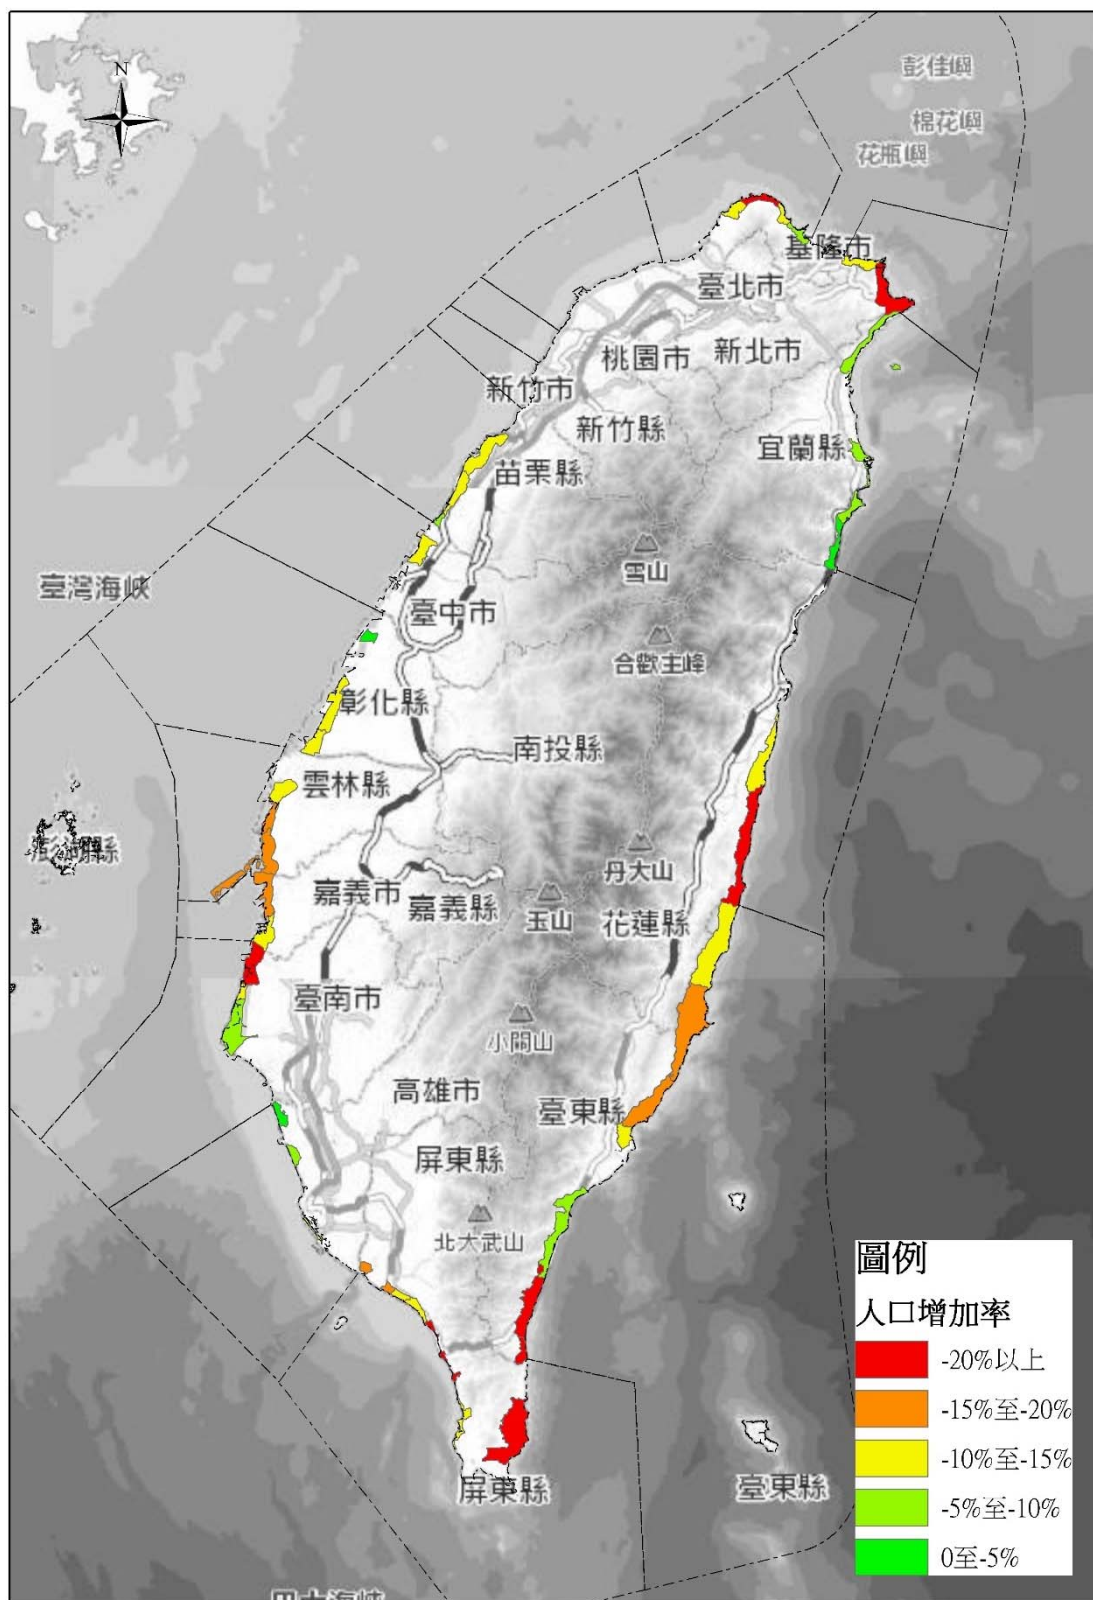 N
彭佳嶼
棉花嶼
花瓶嶼
基隆市
臺北市
桃園市
新北市
新竹市
新竹縣
宜蘭縣
苗栗縣
雪山
臺灣海峽
臺中市
合歡主峰
彰化縣
南投縣
雲林縣
澎湖縣
丹大山
嘉義市
嘉義縣
玉山
花蓮縣
臺南市
小關山
高雄市
臺東縣
屏東縣
北大武山
圖例
人口增加率
-20%以上
-15%至-20%
-10%至-15%
-5%至-10%
0至-5%
屏東縣
臺東縣